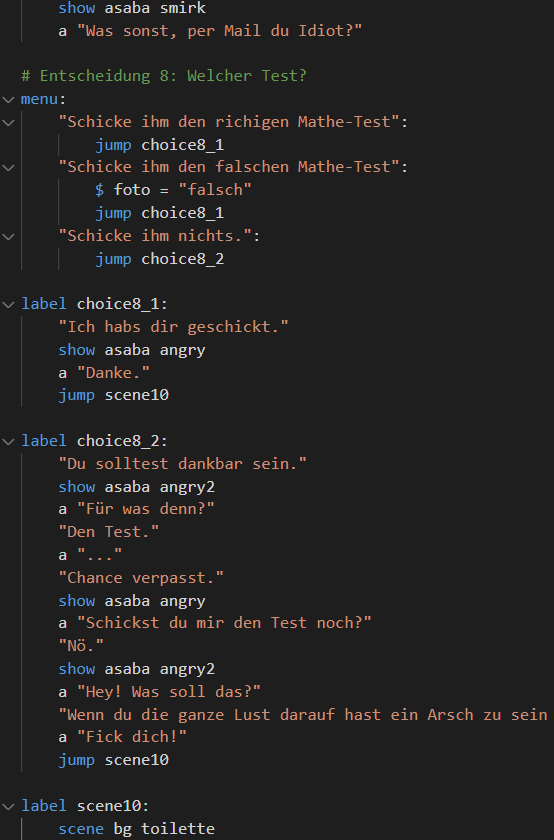 show asaba smirk
a "Was sonst, per Mail du Idiot?"
# Entscheidung 8: Welcher Test?
menu:
"Schicke ihm den richigen Mathe-Test":
jump choice8_1
"Schicke ihm den falschen Mathe-Test":
$ foto = "falsch"
jump choice8_1
"Schicke ihm nichts.":
jump choice8_2
label choice8_1:
"Ich habs dir geschickt."
show asaba angry
a "Danke."
jump scene10
label choice8_2:
"Du solltest dankbar sein."
show asaba angry2
a "Für was denn?"
"Den Test."
a "..."
"Chance verpasst."
show asaba angry
a "Schickst du mir den Test noch?"
"Nö."
show asaba angry2
a "Hey! Was soll das?"
"Wenn du die ganze Lust darauf hast ein Arsch zu sein
a "Fick dich!"
jump scene10
label scene10:
scene bg toilette